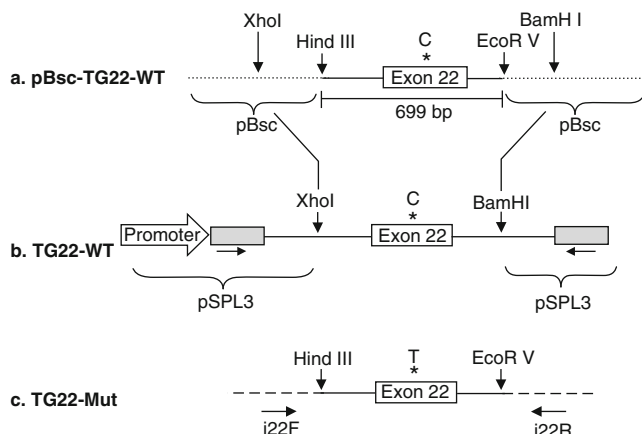 XhoI
Hind III
C
*
EcoR V
BamH I
a. pBsc-TG22-WT
Exon 22
699 bp
pBsc
pBsc
XhoI
C
*
BamHI
Promoter
Exon 22
b. TG22-WT
pSPL3
pSPL3
Hind III
T
*
EcoR V
c. TG22-Mut
Exon 22
i22F
i22R